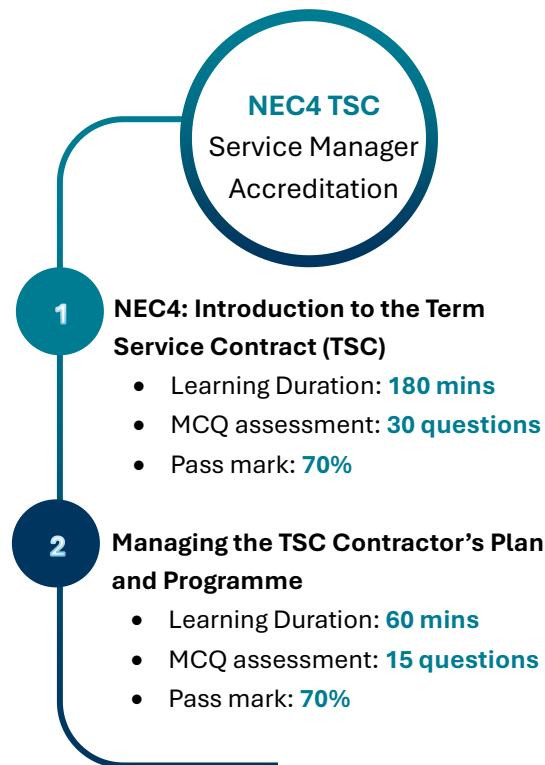 NEC4 TSC
Service Manager
Accreditation
1
NEC4: Introduction to the Term
Service Contract (TSC)
• Learning Duration: 180 mins
• MCQ assessment: 30 questions
• Pass mark: 70%
2
Managing the TSC Contractor’s Plan
and Programme
• Learning Duration: 60 mins
• MCQ assessment: 15 questions
• Pass mark: 70%